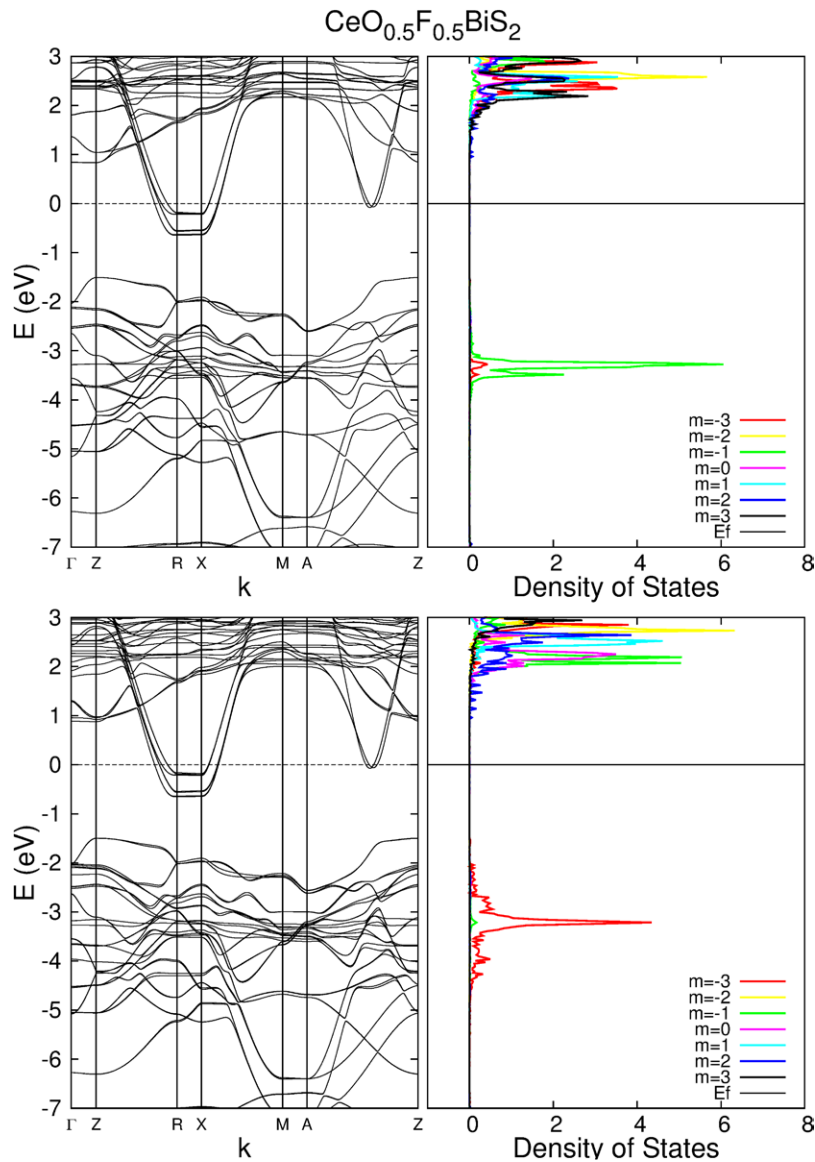 CeO0.5F0.5BiS2
E (eV)
3
2
1
0
-1
-2
-3
-4
-5
-6
-7
Γ Z R X M A Z
k
m=-3
m=-2
m=-1
m=0
m=1
m=2
m=3
Ef
0 2 4 6 8
Density of States
E (eV)
3
2
1
0
-1
-2
-3
-4
-5
-6
-7
Γ Z R X M A Z
k
m=-3
m=-2
m=-1
m=0
m=1
m=2
m=3
Ef
0 2 4 6 8
Density of States